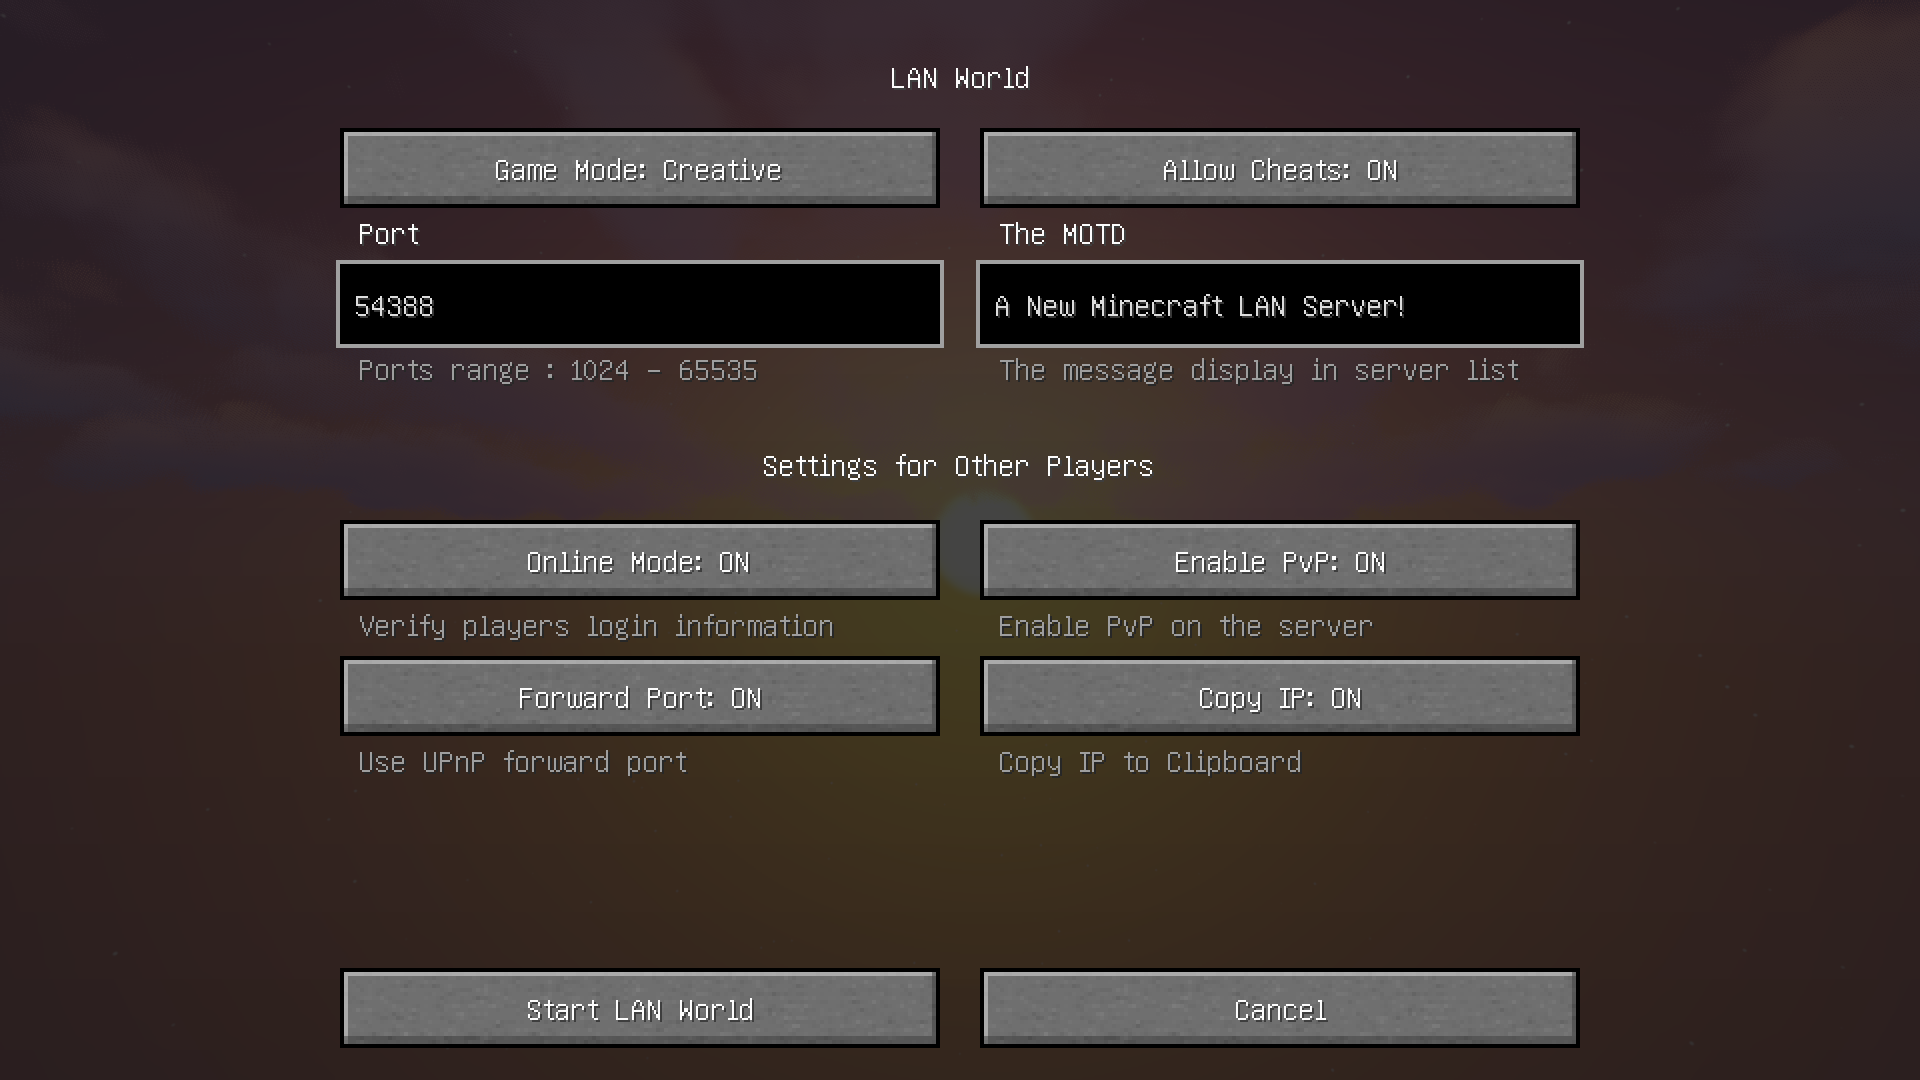 LAN World
Game Mode: Creative
Allow Cheats: ON
Port
The MOTD
54388
A New Minecraft LAN Server!
Ports range : 1024 - 65535
The message display in server list
Settings for Other Players
Online Mode: ON
Enable PvP: ON
Verify players login information
Enable PvP on the server
Forward Port: ON
Copy IP: ON
Use UPnP forward port
Copy IP to Clipboard
Start LAN World
Cancel